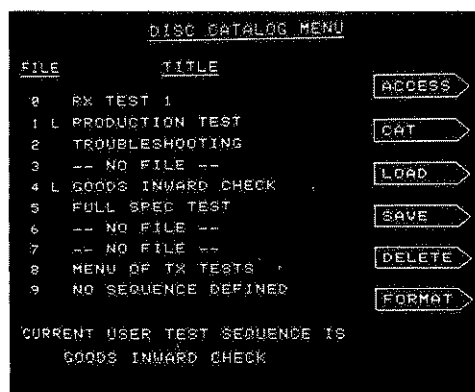 DISC CATALOG MENU
FILE TITLE
ACCESS
0 RX TEST 1
1 L PRODUCTION TEST
CAT
2 TROUBLESHOOTING
3 -- NO FILE --
LOAD
4 L GOODS INWARD CHECK
5 FULL SPEC TEST
SAVE
6 -- NO FILE --
7 -- NO FILE --
DELETE
8 MENU OF TX TESTS
9 NO SEQUENCE DEFINED
FORMAT
CURRENT USER TEST SEQUENCE IS
GOODS INWARD CHECK